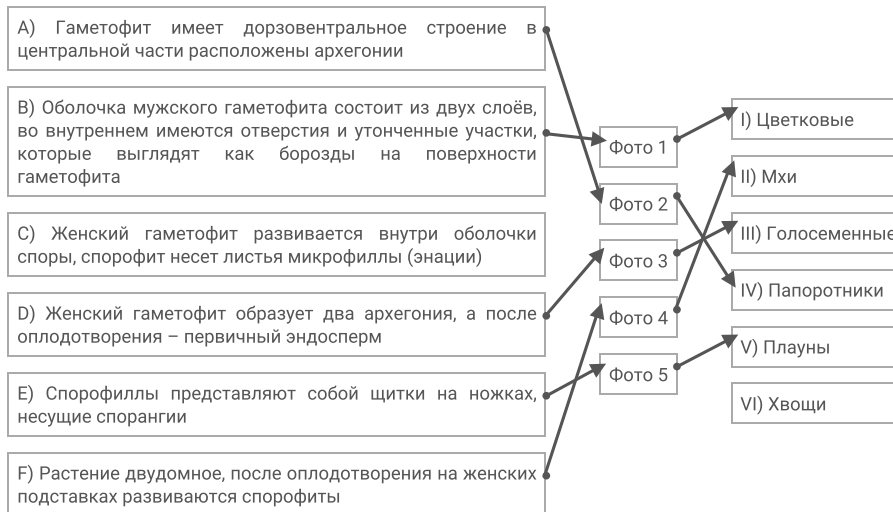 A) Гаметофит имеет дорзовентральное строение в
центральной части расположены архегонии
B) Оболочка мужского гаметофита состоит из двух слоёв,
во внутреннем имеются отверстия и утонченные участки,
которые выглядят как борозды на поверхности
гаметофита
C) Женский гаметофит развивается внутри оболочки
споры, спорофит несет листья микрофиллы (энации)
D) Женский гаметофит образует два архегония, а после
оплодотворения – первичный эндосперм
E) Спорофиллы представляют собой щитки на ножках,
несущие спорангии
F) Растение двудомное, после оплодотворения на женских
подставках развиваются спорофиты
Фото 1
Фото 2
Фото 3
Фото 4
Фото 5
I) Цветковые
II) Мхи
III) Голосеменные
IV) Папоротники
V) Плауны
VI) Хвощи